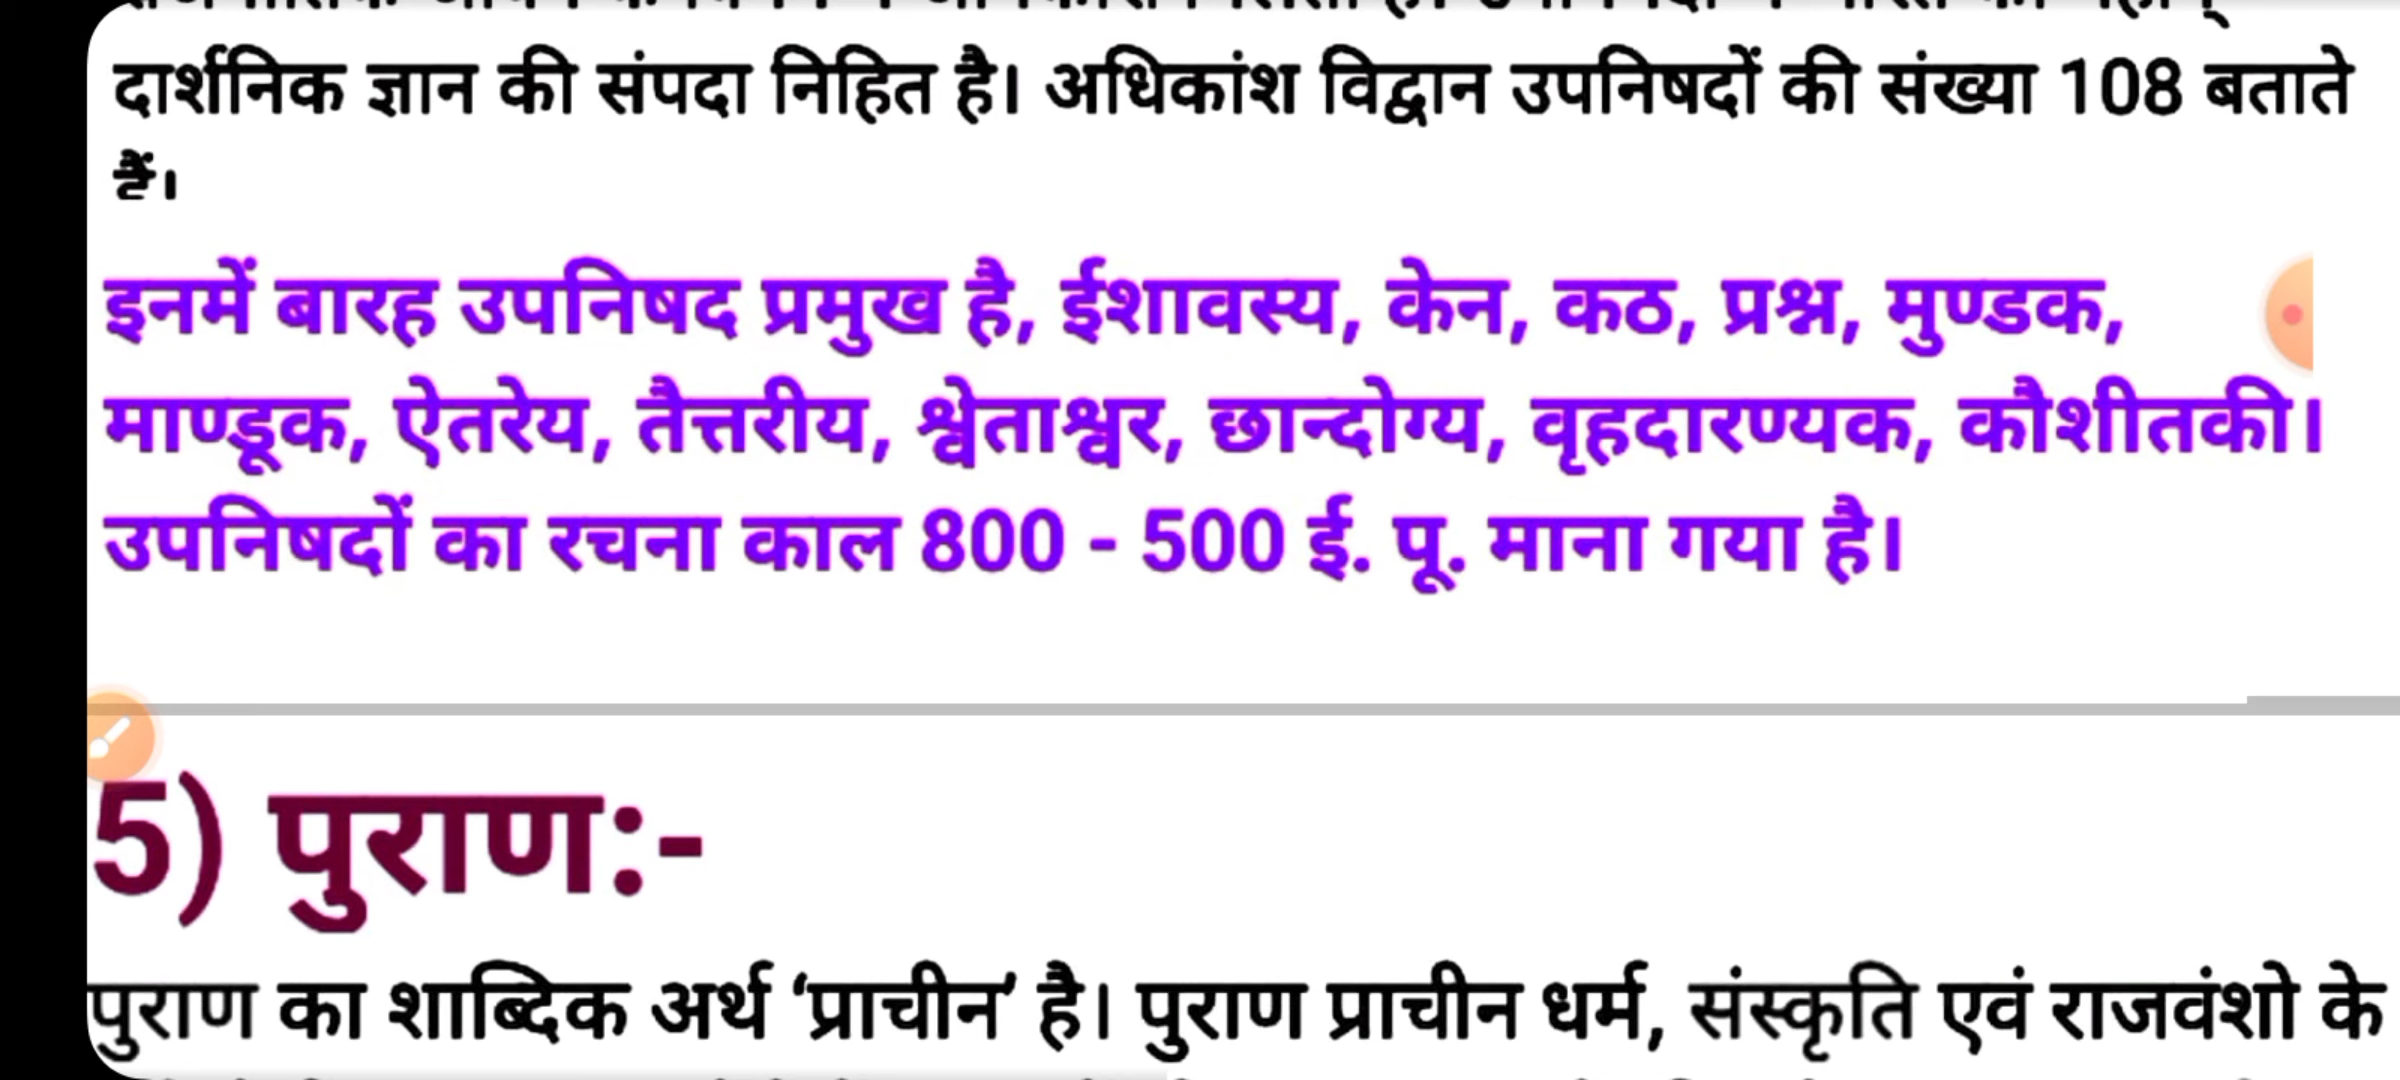 दार्शनिक ज्ञान की संपदा निहित है। अधिकांश विद्वान उपनिषदों की संख्या 108 बताते
हैं।
इनमें बारह उपनिषद प्रमुख है, ईशावस्य, केन, कठ, प्रश्न, मुण्डक,
माण्डूक, ऐतरेय, तैत्तरीय, श्वेताश्वर, छान्दोग्य, वृहदारण्यक, कौशीतकी।
उपनिषदों का रचना काल 800 - 500 ई. पू. माना गया है।
5) पुराण:-
पुराण का शाब्दिक अर्थ ‘प्राचीन’ है। पुराण प्राचीन धर्म, संस्कृति एवं राजवंशो के